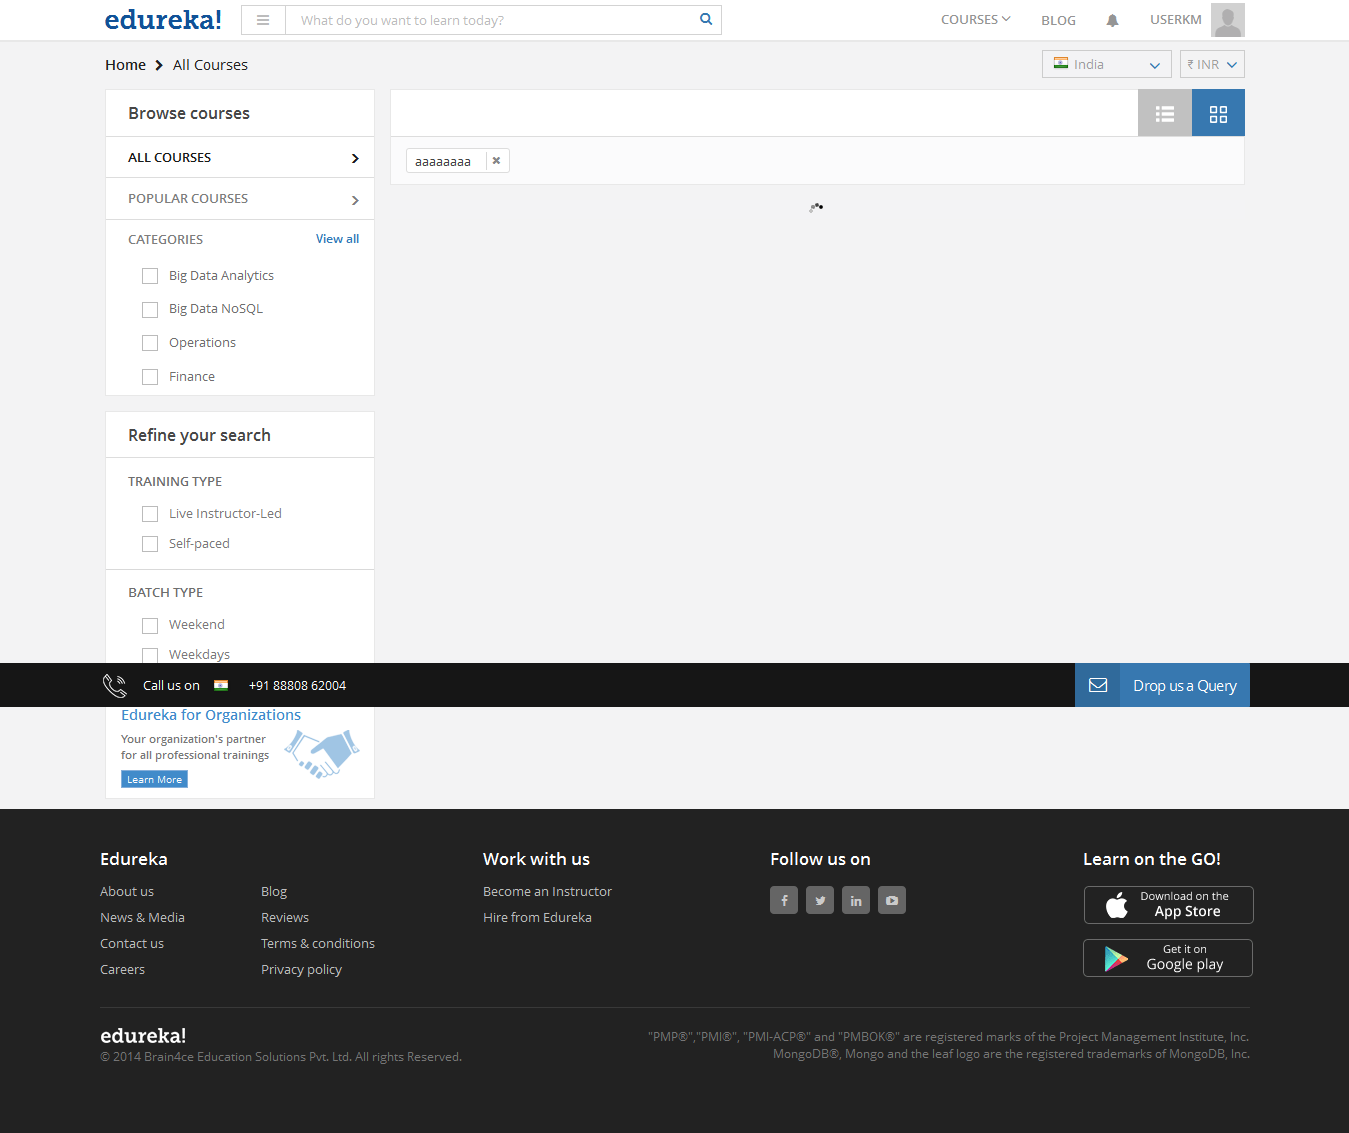 edureka!
What do you want to learn today?
COURSES
BLOG
USERKM
Home
All Courses
India
₹ INR
Browse courses
ALL COURSES
POPULAR COURSES
CATEGORIES
View all
Big Data Analytics
Big Data NoSQL
Operations
Finance
aaaaaaaa
Refine your search
TRAINING TYPE
Live Instructor-Led
Self-paced
BATCH TYPE
Weekend
Weekdays
Call us on
+91 88808 62004
Drop us a Query
Edureka for Organizations
Your organization's partner
for all professional trainings
Learn More
Edureka
About us
News & Media
Contact us
Careers
Blog
Reviews
Terms & conditions
Privacy policy
Work with us
Become an Instructor
Hire from Edureka
Follow us on
Learn on the GO!
Download on the
App Store
Get it on
Google play
edureka!
© 2014 Brain4ce Education Solutions Pvt. Ltd. All rights Reserved.
"PMP®","PMI®", "PMI-ACP®" and "PMBOK®" are registered marks of the Project Management Institute, Inc.
MongoDB®, Mongo and the leaf logo are the registered trademarks of MongoDB, Inc.